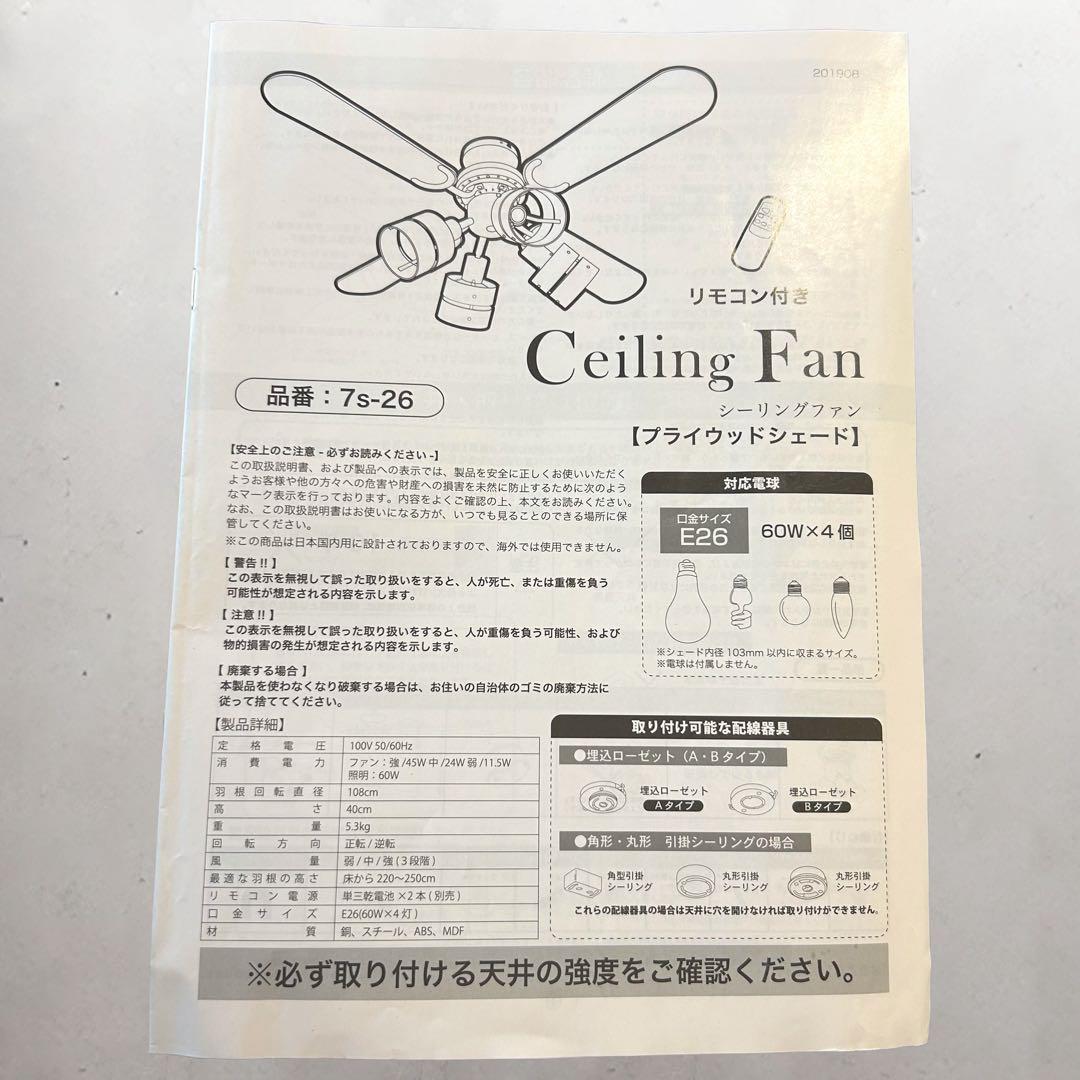 201908
リモコン付き
Ceiling Fan
品番：7s-26
シーリングファン
【プライウッドシェード】
【安全上のご注意 - 必ずお読みください -】
この取扱説明書、および製品への表示では、製品を安全に正しくお使いいただく
ようお客様や他の方々への危害や財産への損害を未然に防止するために次のよう
なマーク表示を行っております。内容をよくご確認の上、本文をお読みください。
なお、この取扱説明書はお使いになる方が、いつでも見ることのできる場所に保
管してください。
※この商品は日本国内用に設計されておりますので、海外では使用できません。
【 警告 !! 】
この表示を無視して誤った取り扱いをすると、人が死亡、または重傷を負う
可能性が想定される内容を示します。
【 注意 !! 】
この表示を無視して誤った取り扱いをすると、人が重傷を負う可能性、および
物的損害の発生が想定される内容を示します。
【 廃棄する場合 】
本製品を使わなくなり破棄する場合は、お住いの自治体のゴミの廃棄方法に
従って捨ててください。
対応電球
口金サイズ
E26
60W×4 個
※シェード内径 103mm 以内に収まるサイズ。
※電球は付属しません。
【製品詳細】
定格電圧 100V 50/60Hz
消費電力 ファン：強 /45W 中 /24W 弱 /11.5W
照明：60W
羽根回転直径 108cm
高さ 40cm
重量 5.3kg
回転方向 正転 / 逆転
風量 弱 / 中 / 強 ( 3 段階 )
最適な羽根の高さ 床から 220〜250cm
リモコン電源 単三乾電池 ×2 本 ( 別売 )
口金サイズ E26(60W×4 灯 )
材質 銅、スチール、ABS、MDF
取り付け可能な配線器具
●埋込ローゼット（A・B タイプ）
埋込ローゼット
A タイプ
埋込ローゼット
B タイプ
●角形・丸形 引掛シーリングの場合
角型引掛
シーリング
丸形引掛
シーリング
丸形引掛
シーリング
これらの配線器具の場合は天井に穴を開けなければ取り付けができません。
※必ず取り付ける天井の強度をご確認ください。